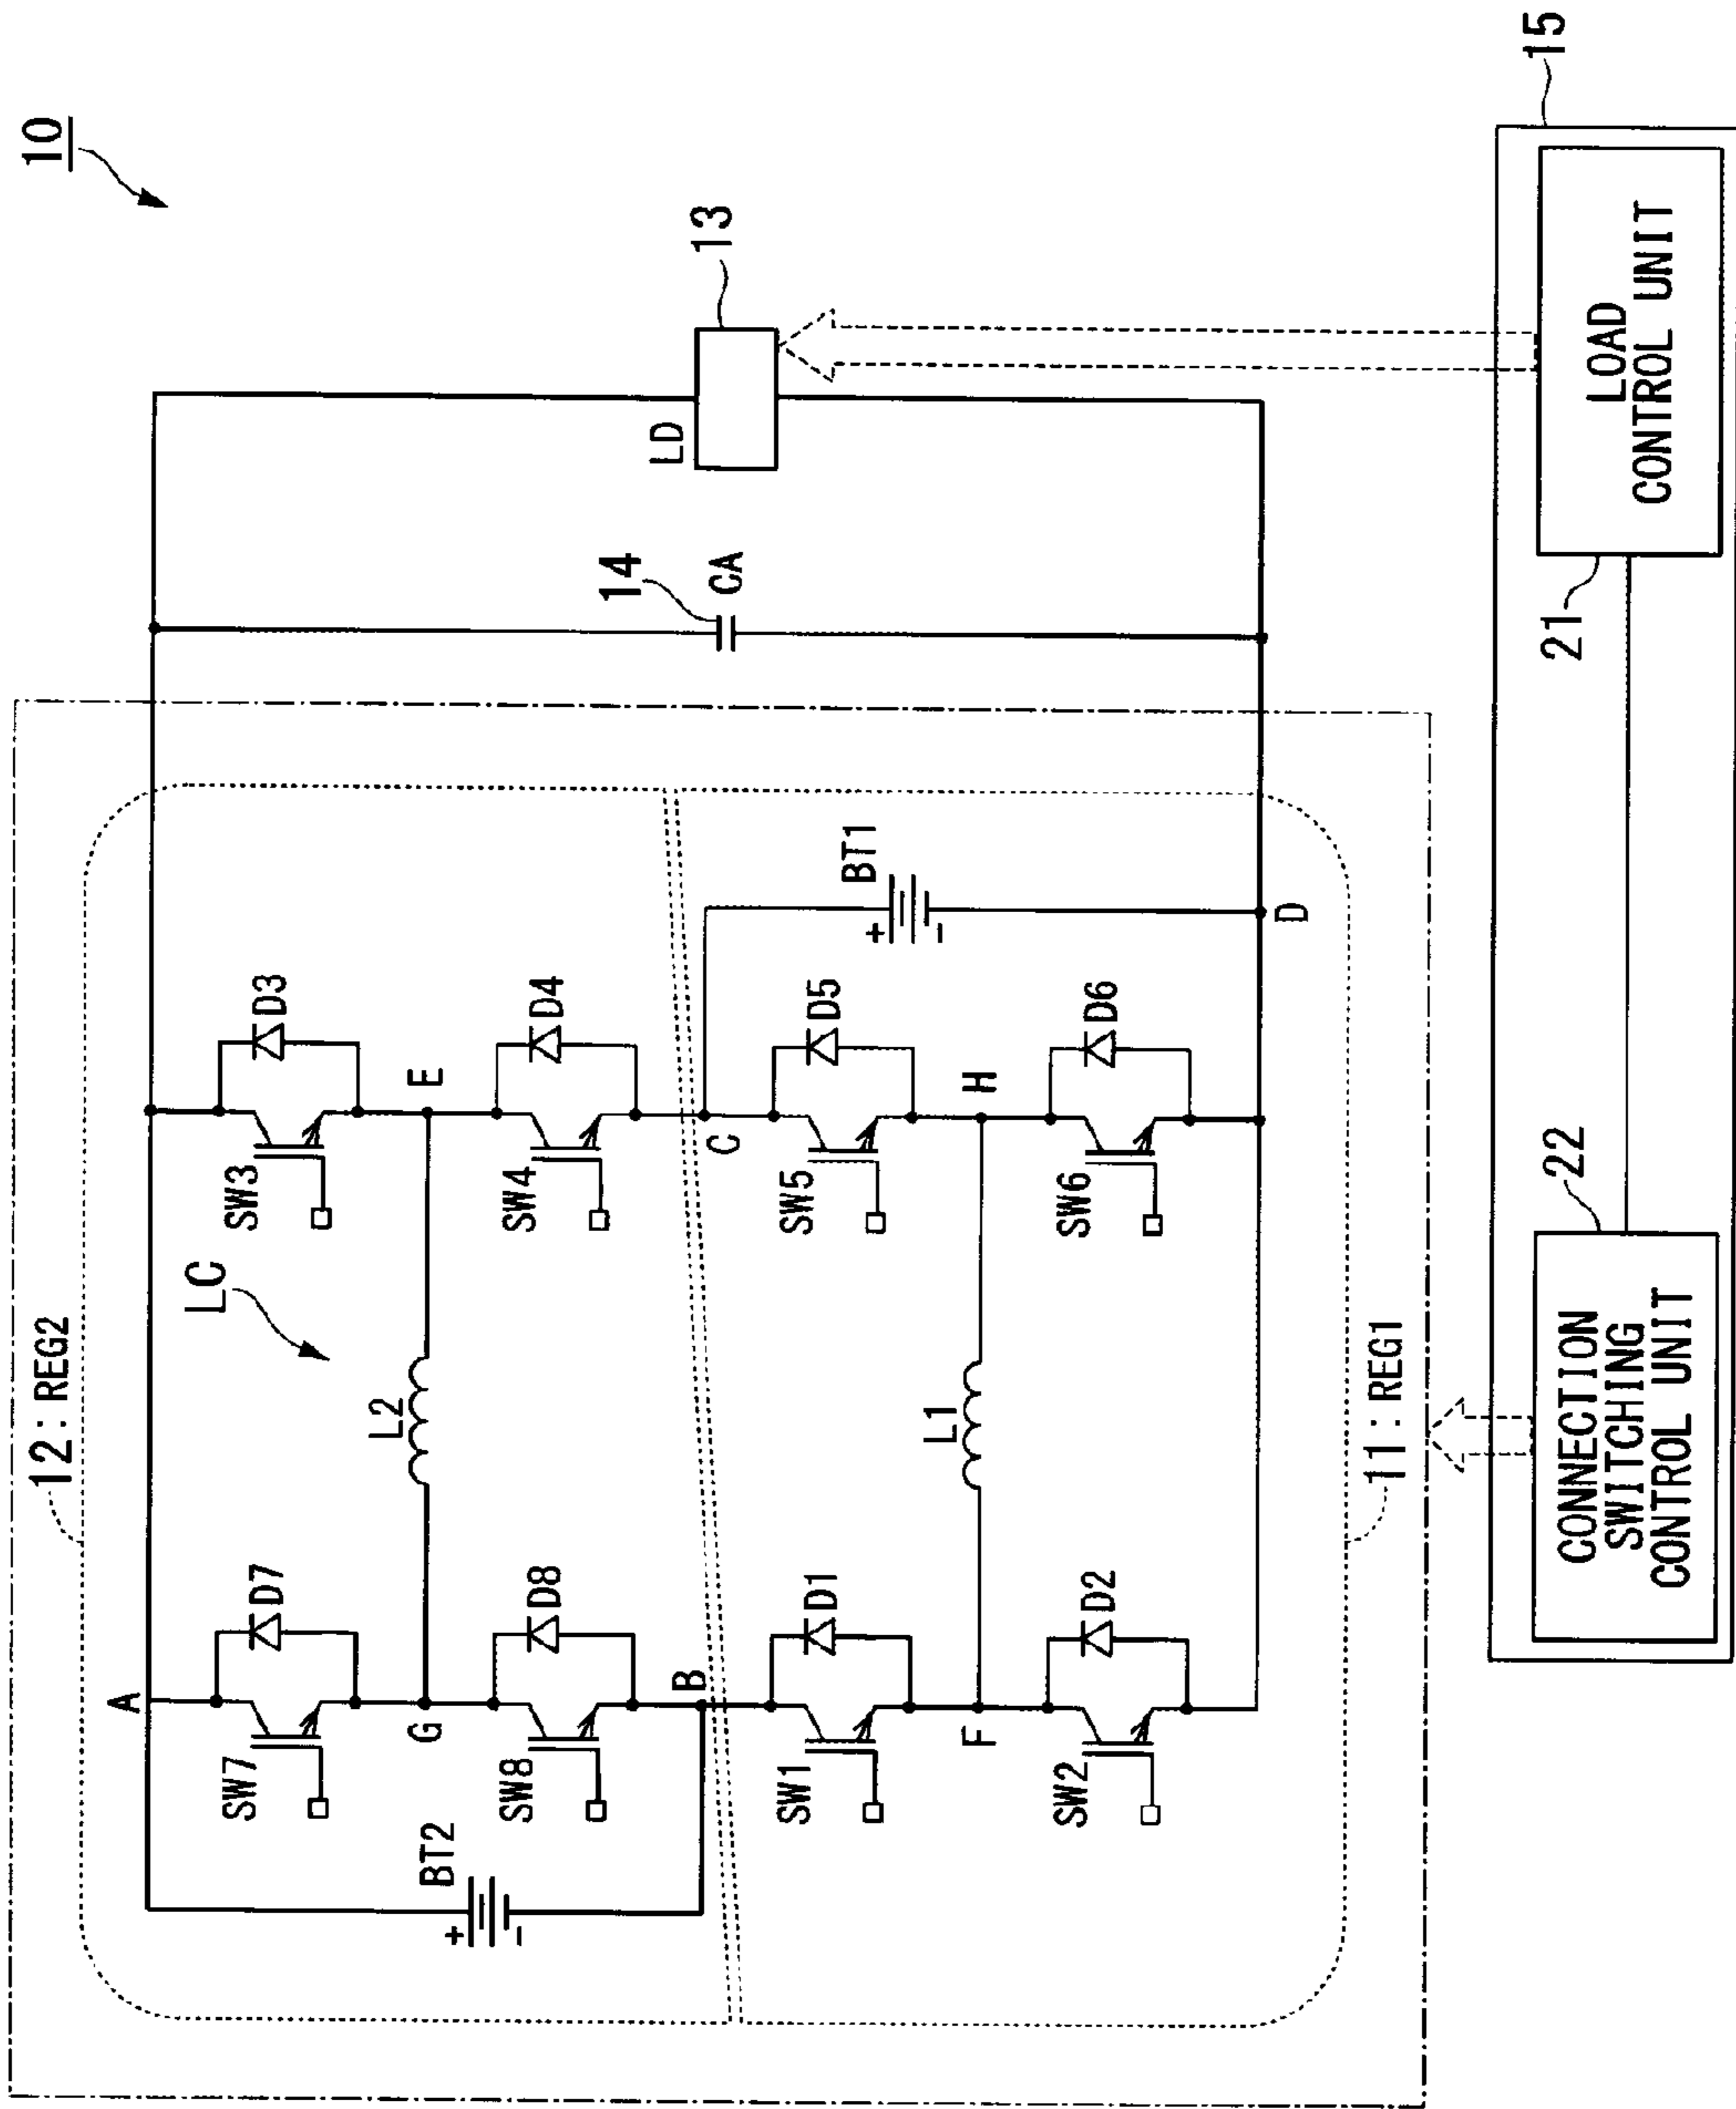 10
12:REG2
LC
A
SW7
D7
G
SW8
D8
B
BT2
+
-
L2
SW3
D3
E
SW4
D4
C
14
CA
LD
13
SW1
D1
F
SW2
D2
L1
SW5
D5
H
SW6
D6
BT1
+
-
D
11:REG1
22
CONNECTION
SWITCHING
CONTROL UNIT
21
LOAD
CONTROL UNIT
15